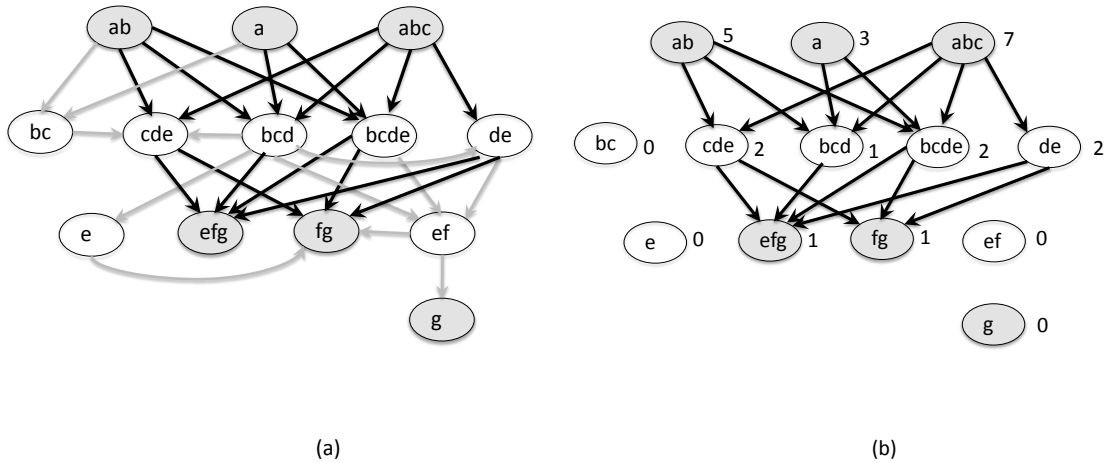 ab a abc
bc cde bcd bcde de
e efg fg ef
g
(a)
ab 5 a 3 abc 7
bc 0 cde 2 bcd 1 bcde 2 de 2
e 0 efg 1 fg 1 ef 0
g 0
(b)